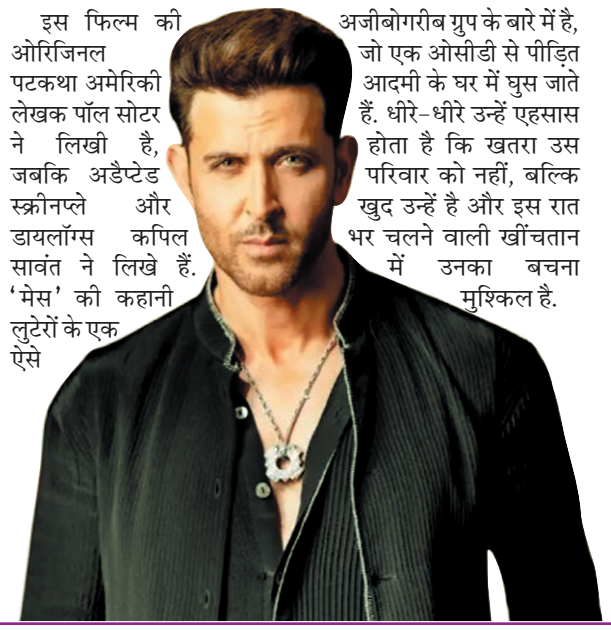 इस फिल्म की
ओरिजिनल
पटकथा अमेरिकी
लेखक पॉल सोटर
ने लिखी है,
जबकि अडैप्टेड
स्क्रीनप्ले और
डायलॉग्स कपिल
सावंत ने लिखे हैं.
‘मेस’ की कहानी
लुटेरों के एक
ऐसे
अजीबोगरीब ग्रुप के बारे में है,
जो एक ओसीडी से पीड़ित
आदमी के घर में घुस जाते
हैं. धीरे-धीरे उन्हें एहसास
होता है कि खतरा उस
परिवार को नहीं, बल्कि
खुद उन्हें है और इस रात
भर चलने वाली खींचतान
में उनका बचना
मुश्किल है.